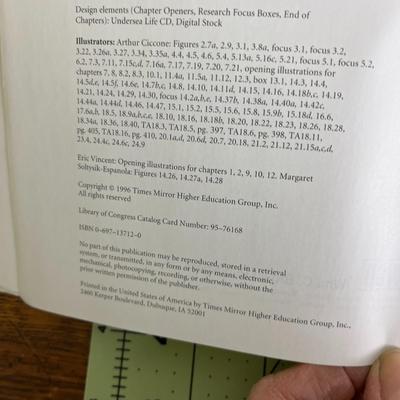 Design elements (Chapter Openers, Research Focus Boxes, End of
Chapters): Undersea Life CD, Digital Stock
Illustrators: Arthur Ciccone: Figures 2.7a, 2.9, 3.1, 3.8a, focus 3.1, focus 3.2,
3.22, 3.26a, 3.27, 3.34, 3.35a, 4.4, 4.5, 4.6, 5.4, 5.13a, 5.16c, 5.21, focus 5.1, focus 5.2,
6.2, 7.3, 7.11, 7.15c,d, 7.16a, 7.17, 7.19, 7.20, 7.21, opening illustrations for
chapters 7, 8, 8.2, 8.3, 10.1, 11.4a, 11.5a, 11.12, 12.3, box 13.1, 14.3, 14.4,
14.5d,e, 14.5f, 14.6e, 14.7b,c, 14.8, 14.10, 14.11d, 14.15, 14.16, 14.18b,c, 14.19,
14.21, 14.24, 14.29, 14.30, focus 14.2a,b,e, 14.37b, 14.38a, 14.40a, 14.42c,
14.44a, 14.44d, 14.46, 14.47, 15.1, 15.2, 15.5, 15.6, 15.8, 15.9b, 15.18d, 16.6,
17.6a,b, 18.5, 18.9a,b,c,e, 18.10, 18.16, 18.18b, 18.20, 18.22, 18.23, 18.26, 18.28,
18.34a, 18.36, 18.40, TA18.3, TA18.5, pg. 397, TA18.6, pg. 398, TA18.11,
pg. 405, TA18.16, pg. 410, 20.1a,d, 20.6d, 20.7, 20.18, 21.2, 21.12, 21.15a,c,d,
23.4, 24.4c, 24.6c, 24.9
Eric Vincent: Opening illustrations for chapters 1, 2, 9, 10, 12. Margaret
Soltysik-Espanola: Figures 14.26, 14.27a, 14.28
Copyright © 1996 Times Mirror Higher Education Group, Inc.
All rights reserved
Library of Congress Catalog Card Number: 95–76168
ISBN 0–697–13712–0
No part of this publication may be reproduced, stored in a retrieval
system, or transmitted, in any form or by any means, electronic,
mechanical, photocopying, recording, or otherwise, without the
prior written permission of the publisher.
Printed in the United States of America by Times Mirror Higher Education Group, Inc.,
2460 Kerper Boulevard, Dubuque, IA 52001